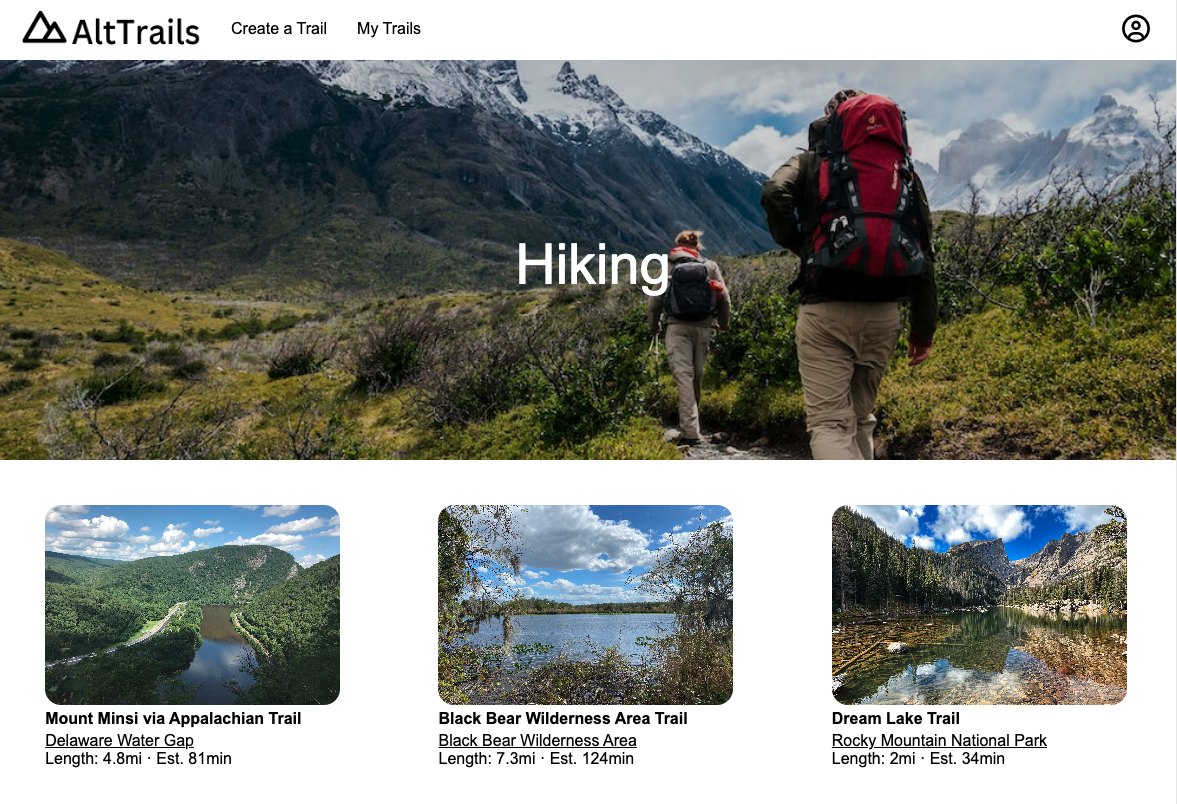 AltTrails
Create a Trail
My Trails
Hiking
Mount Minsi via Appalachian Trail
Delaware Water Gap
Length: 4.8mi · Est. 81min
Black Bear Wilderness Area Trail
Black Bear Wilderness Area
Length: 7.3mi · Est. 124min
Dream Lake Trail
Rocky Mountain National Park
Length: 2mi · Est. 34min